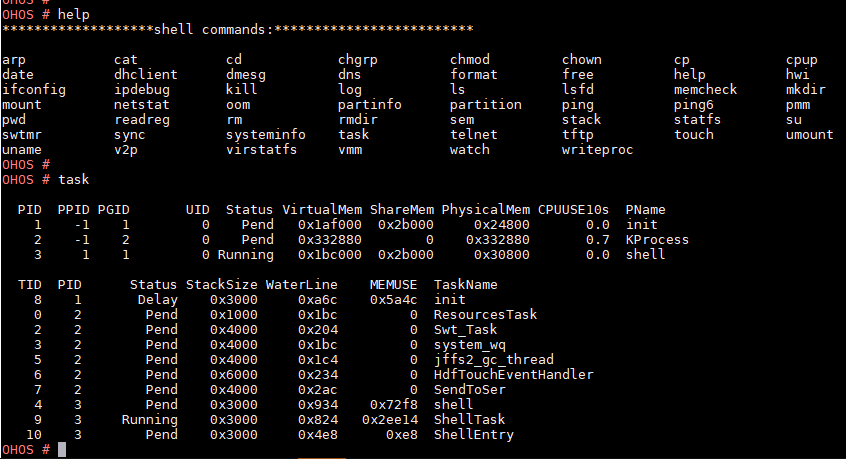 OHOS #
OHOS # help
*******************shell commands:*************************
arp cat cd chgrp chmod chown cp cpup
date dhclient dmesg dns format free help hwi
ifconfig ipdebug kill log ls lsfd memcheck mkdir
mount netstat oom partinfo partition ping ping6 pmm
pwd readreg rm rmdir sem stack statfs su
swtmr sync systeminfo task telnet tftp touch umount
uname v2p virstatfs vmm watch writeproc
OHOS #
OHOS # task
PID PPID PGID UID Status VirtualMem ShareMem PhysicalMem CPUUSE10s PName
1 -1 1 0 Pend 0x1af000 0x2b000 0x24800 0.0 init
2 -1 2 0 Pend 0x332880 0 0x332880 0.7 KProcess
3 1 1 0 Running 0x1bc000 0x2b000 0x30800 0.0 shell
TID PID Status StackSize WaterLine MEMUSE TaskName
8 1 Delay 0x3000 0xa6c 0x5a4c init
0 2 Pend 0x1000 0x1bc 0 ResourcesTask
2 2 Pend 0x4000 0x204 0 Swt_Task
3 2 Pend 0x4000 0x1bc 0 system_wq
5 2 Pend 0x4000 0x1c4 0 jffs2_gc_thread
6 2 Pend 0x6000 0x234 0 HdfTouchEventHandler
7 2 Pend 0x4000 0x2ac 0 SendToSer
4 3 Pend 0x3000 0x934 0x72f8 shell
9 3 Running 0x3000 0x824 0x2ee14 ShellTask
10 3 Pend 0x3000 0x4e8 0xe8 ShellEntry
OHOS #